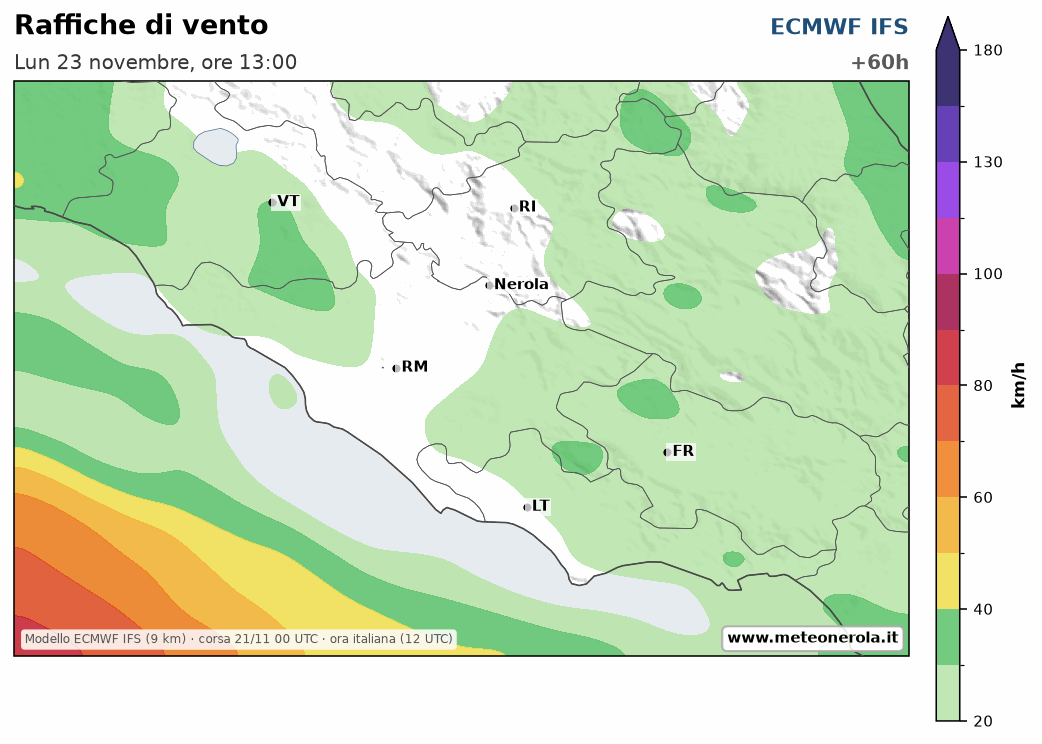 Raffiche di vento
ECMWF IFS
Lun 23 novembre, ore 13:00
+60h
180
130
100
80
60
40
20
km/h
VT
RI
Nerola
RM
FR
LT
Modello ECMWF IFS (9 km) · corsa 21/11 00 UTC · ora italiana (12 UTC)
www.meteonerola.it